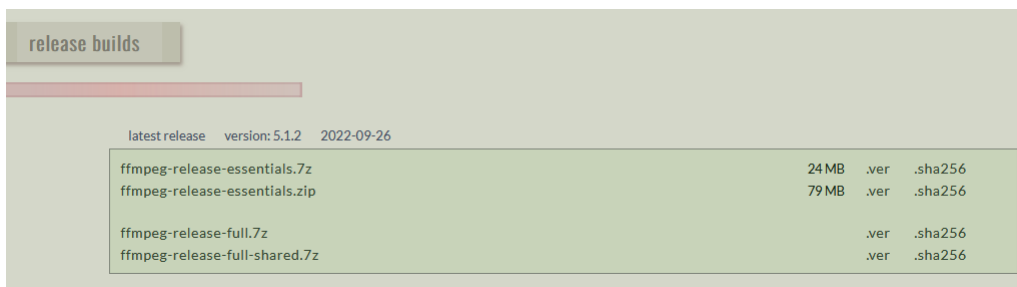 release builds
latest release version: 5.1.2 2022-09-26
ffmpeg-release-essentials.7z 24 MB .ver .sha256
ffmpeg-release-essentials.zip 79 MB .ver .sha256
ffmpeg-release-full.7z .ver .sha256
ffmpeg-release-full-shared.7z .ver .sha256